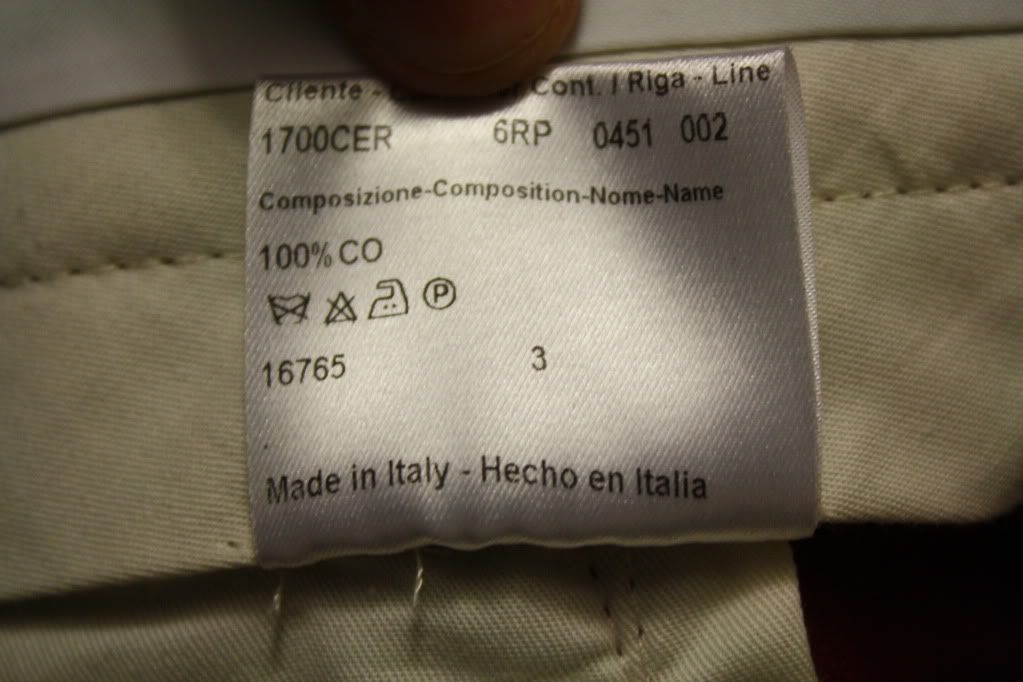 Cliente - Cont. / Riga - Line
1700CER 6RP 0451 002
Composizione-Composition-Nome-Name
100% CO
P
16765 3
Made in Italy - Hecho en Italia